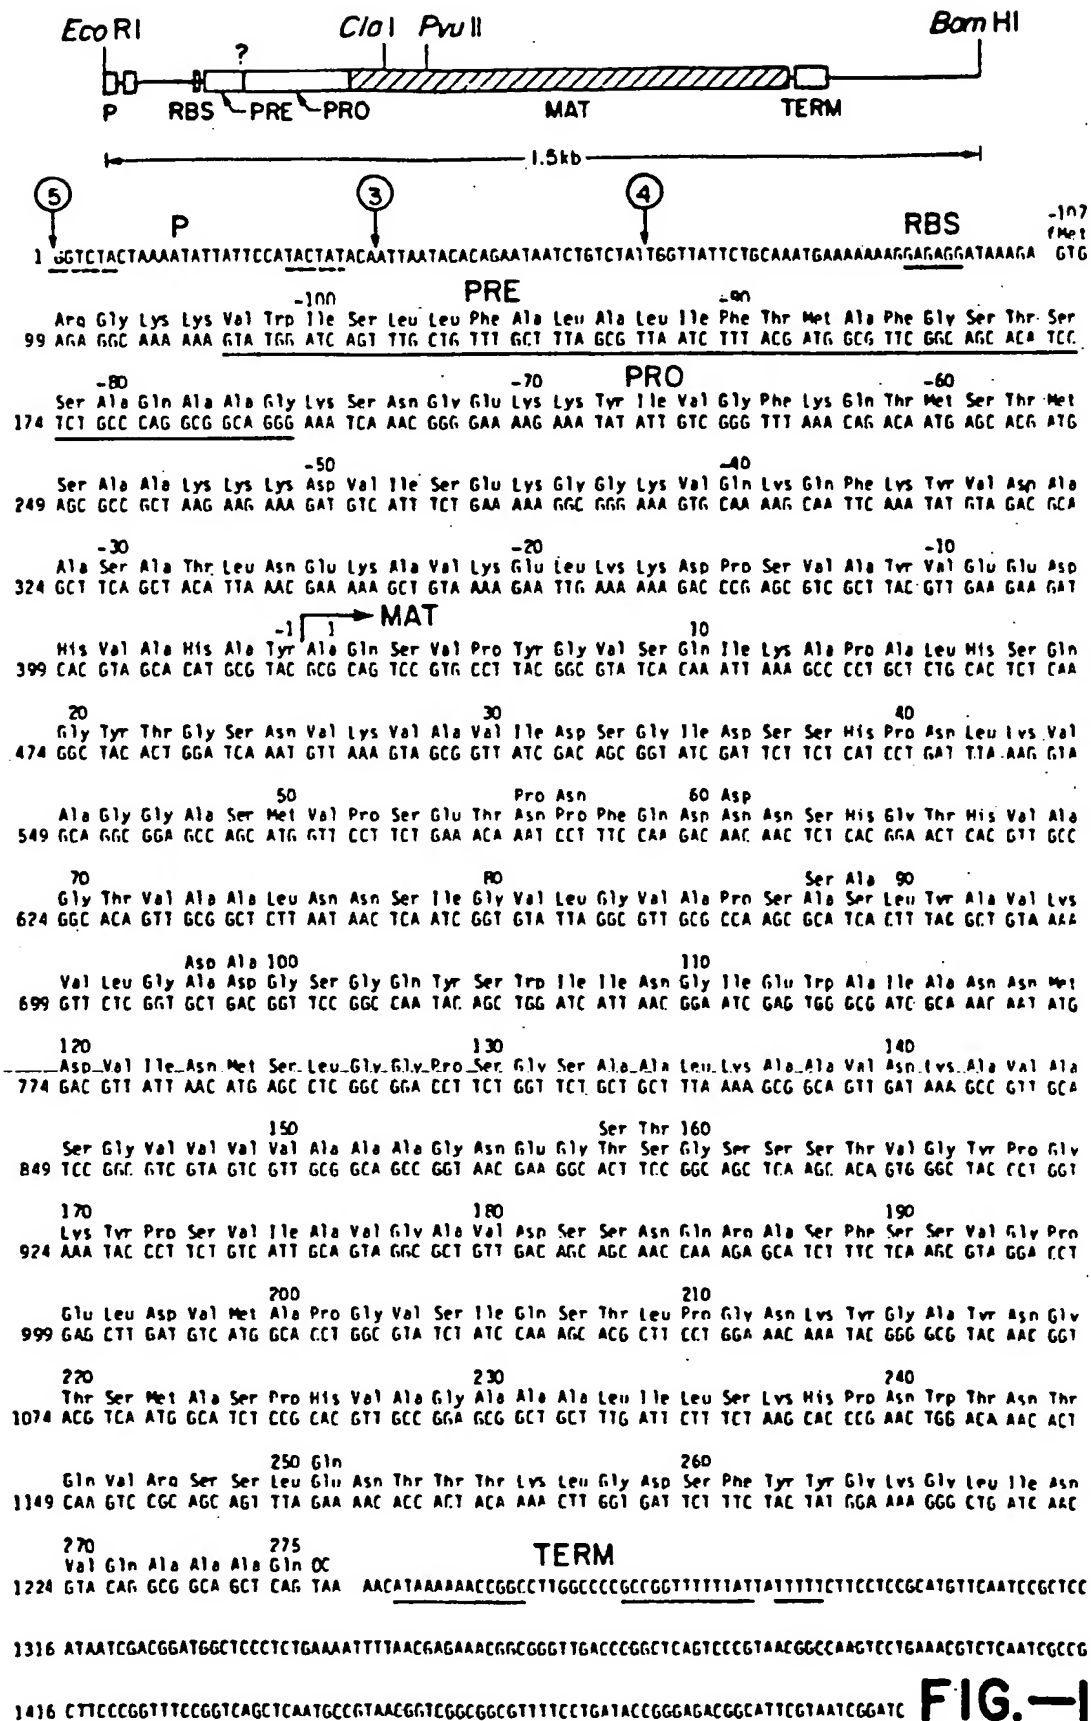 Eco RI Cla I Pvu II Bam HI
?
P RBS PRE PRO MAT TERM
1.5kb
5 3 4
P RBS -107
fMet
1 GGTCTACTAAAATATTATTCCATACTATACAATTAATACACAGAATAATCTGTCTATTGGTTATTCTGCAAATGAAAAAAAGGAGAGGATAAAGA GTG
PRE
-100 -90
Arg Gly Lys Lys Val Trp Ile Ser Leu Leu Phe Ala Leu Ala Leu Ile Phe Thr Met Ala Phe Gly Ser Thr Ser
99 AGA GGC AAA AAA GTA TGG ATC AGT TTG CTG TTT GCT TTA GCG TTA ATC TTT ACG ATG GCG TTC GGC AGC ACA TCC
PRO
-80 -70 -60
Ser Ala Gln Ala Ala Gly Lys Ser Asn Gly Glu Lys Lys Tyr Ile Val Gly Phe Lys Gln Thr Met Ser Thr Met
174 TCT GCC CAG GCG GCA GGG AAA TCA AAC GGG GAA AAG AAA TAT ATT GTC GGG TTT AAA CAG ACA ATG AGC ACG ATG
-50 -40
Ser Ala Ala Lys Lys Lys Asp Val Ile Ser Glu Lys Gly Gly Lys Val Gln Lys Gln Phe Lys Tyr Val Asp Ala
249 AGC GCC GCT AAG AAG AAA GAT GTC ATT TCT GAA AAA GGC GGG AAA GTG CAA AAG CAA TTC AAA TAT GTA GAC GCA
-30 -20 -10
Ala Ser Ala Thr Leu Asn Glu Lys Ala Val Lys Glu Leu Lys Lys Asp Pro Ser Val Ala Tyr Val Glu Glu Asp
324 GCT TCA GCT ACA TTA AAC GAA AAA GCT GTA AAA GAA TTG AAA AAA GAC CCG AGC GTC GCT TAC GTT GAA GAA GAT
-1 1 MAT 10
His Val Ala His Ala Tyr Ala Gln Ser Val Pro Tyr Gly Val Ser Gln Ile Lys Ala Pro Ala Leu His Ser Gln
399 CAC GTA GCA CAT GCG TAC GCG CAG TCC GTG CCT TAC GGC GTA TCA CAA ATT AAA GCC CCT GCT CTG CAC TCT CAA
20 30 40
Gly Tyr Thr Gly Ser Asn Val Lys Val Ala Val Ile Asp Ser Gly Ile Asp Ser Ser His Pro Asn Leu Lys Val
474 GGC TAC ACT GGA TCA AAT GTT AAA GTA GCG GTT ATC GAC AGC GGT ATC GAT TCT TCT CAT CCT GAT TTA AAG GTA
50 Pro Asn 60 Asp
Ala Gly Gly Ala Ser Met Val Pro Ser Glu Thr Asn Pro Phe Gln Asp Asn Asn Ser His Gly Thr His Val Ala
549 GCA GGC GGA GCC AGC ATG GTT CCT TCT GAA ACA AAT CCT TTC CAA GAC AAC AAC TCT CAC GGA ACT CAC GTT GCC
70 80 Ser Ala 90
Gly Thr Val Ala Ala Leu Asn Asn Ser Ile Gly Val Leu Gly Val Ala Pro Ser Ala Ser Leu Tyr Ala Val Lys
624 GGC ACA GTT GCG GCT CTT AAT AAC TCA ATC GGT GTA TTA GGC GTT GCG CCA AGC GCA TCA CTT TAC GCT GTA AAA
Asp Ala 100 110
Val Leu Gly Ala Asp Gly Ser Gly Gln Tyr Ser Trp Ile Ile Asn Gly Ile Glu Trp Ala Ile Ala Asn Asn Met
699 GTT CTC GGT GCT GAC GGT TCC GGC CAA TAC AGC TGG ATC ATT AAC GGA ATC GAG TGG GCG ATC GCA AAC AAT ATG
120 130 140
Asp Val Ile Asn Met Ser Leu Gly Gly Pro Ser Gly Ser Ala Ala Leu Lys Ala Ala Val Asn Lys Ala Val Ala
774 GAC GTT ATT AAC ATG AGC CTC GGC GGA CCT TCT GGT TCT GCT GCT TTA AAA GCG GCA GTT GAT AAA GCC GTT GCA
150 Ser Thr 160
Ser Gly Val Val Val Val Ala Ala Ala Gly Asn Glu Gly Thr Ser Gly Ser Ser Ser Thr Val Gly Tyr Pro Gly
849 TCC GGC GTC GTA GTC GTT GCG GCA GCC GGT AAC GAA GGC ACT TCC GGC AGC TCA AGC ACA GTG GGC TAC CCT GGT
170 180 190
Lys Tyr Pro Ser Val Ile Ala Val Gly Ala Val Asp Ser Ser Asn Gln Arg Ala Ser Phe Ser Ser Val Gly Pro
924 AAA TAC CCT TCT GTC ATT GCA GTA GGC GCT GTT GAC AGC AGC AAC CAA AGA GCA TCT TTC TCA AGC GTA GGA CCT
200 210
Glu Leu Asp Val Met Ala Pro Gly Val Ser Ile Gln Ser Thr Leu Pro Gly Asn Lys Tyr Gly Ala Tyr Asn Gly
999 GAG CTT GAT GTC ATG GCA CCT GGC GTA TCT ATC CAA AGC ACG CTT CCT GGA AAC AAA TAC GGG GCG TAC AAC GGT
220 230 240
Thr Ser Met Ala Ser Pro His Val Ala Gly Ala Ala Ala Leu Ile Leu Ser Lys His Pro Asn Trp Thr Asn Thr
1074 ACG TCA ATG GCA TCT CCG CAC GTT GCC GGA GCG GCT GCT TTG ATT CTT TCT AAG CAC CCG AAC TGG ACA AAC ACT
250 Gln 260
Gln Val Arg Ser Ser Leu Glu Asn Thr Thr Thr Lys Leu Gly Asp Ser Phe Tyr Tyr Gly Lys Gly Leu Ile Asn
1149 CAA GTC CGC AGC AGT TTA GAA AAC ACC ACT ACA AAA CTT GGT GAT TCT TTC TAC TAT GGA AAA GGG CTG ATC AAC
270 275 TERM
Val Gln Ala Ala Ala Gln OC
1224 GTA CAG GCG GCA GCT CAG TAA AACATAAAAAACCGGCCTTGGCCCCGCCGGTTTTTTATTATTTTTCTTCCTCCGCATGTTCAATCCGCTCC
1316 ATAATCGACGGATGGCTCCCTCTGAAAATTTTAACGAGAAACGGCGGGTTGACCCGGCTCAGTCCCGTAACGGCCAAGTCCTGAAACGTCTCAATCGCCG
1416 CTTCCCGGTTTCCGGTCAGCTCAATGCCGTAACGGTCGGCGGCGTTTTCCTGATACCGGGAGACGGCATTCGTAATCGGATC FIG.—1